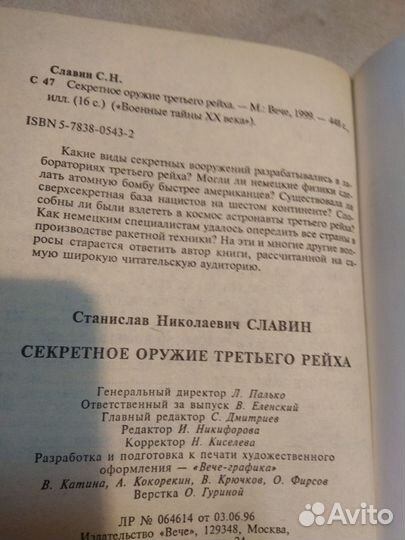 Славин С.Н.
С 47 Секретное оружие третьего рейха. — М.: Вече, 1999. — 448 с.,
илл. (16 с.) («Военные тайны XX века»).
ISBN 5-7838-0543-2
Какие виды секретных вооружений разрабатывались в ла-
бораториях третьего рейха? Могли ли немецкие физики сде-
лать атомную бомбу быстрее американцев? Существовала ли
сверхсекретная база нацистов на шестом континенте? Спо-
собны ли были взлететь в космос астронавты третьего рейха?
Как немецким специалистам удалось опередить все страны в
производстве ракетной техники? На эти и многие другие воп-
росы старается ответить автор книги, рассчитанной на са-
мую широкую читательскую аудиторию.
Станислав Николаевич СЛАВИН
СЕКРЕТНОЕ ОРУЖИЕ ТРЕТЬЕГО РЕЙХА
Генеральный директор Л. Палько
Ответственный за выпуск В. Еленский
Главный редактор С. Дмитриев
Редактор И. Никифорова
Корректор Н. Киселева
Разработка и подготовка к печати художественного
оформления — «Вече-графика»
В. Катина, А. Кокорекин, В. Крючков, О. Фирсов
Верстка О. Гуриной
ЛР № 064614 от 03.06.96
Издательство «Вече», 129348, Москва,
Avito